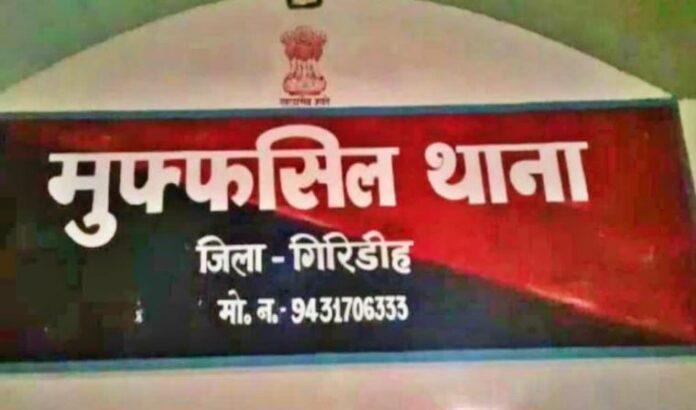 मुफ्फसिल थाना
जिला - गिरिडीह
मो॰ न॰- 9431706333